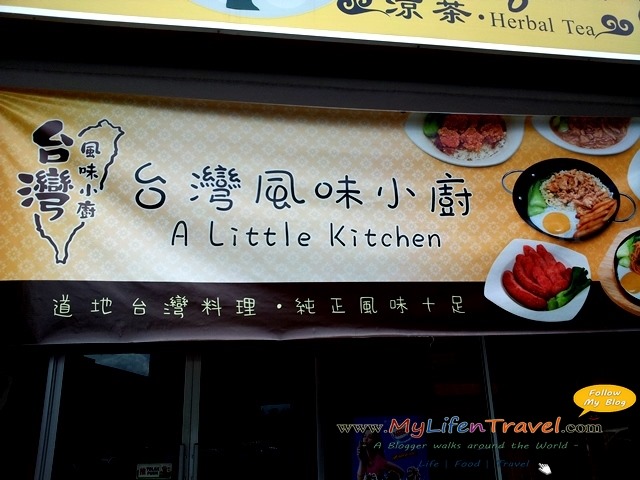 涼茶·Herbal Tea
台灣
風味小廚
台灣風味小廚
A Little Kitchen
道地台灣料理·純正風味十足
Follow
My Blog
www.MyLifenTravel.com
- A Blogger walks around the World -
Life | Food | Travel